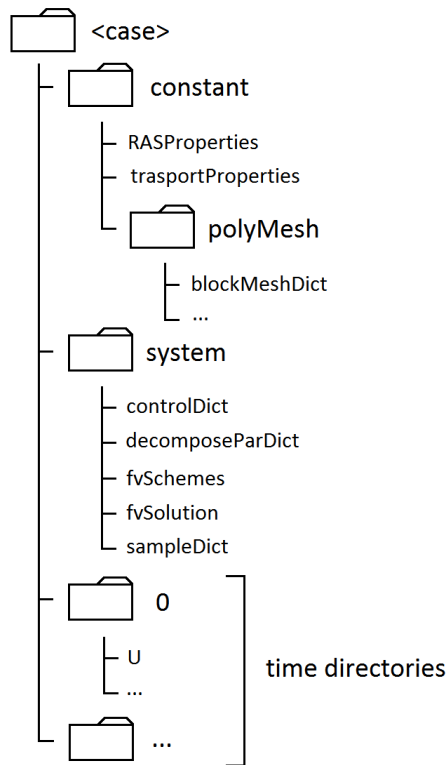 <case>
constant
RASProperties
trasportProperties
polyMesh
blockMeshDict
...
system
controlDict
decomposeParDict
fvSchemes
fvSolution
sampleDict
0
U
...
time directories
...